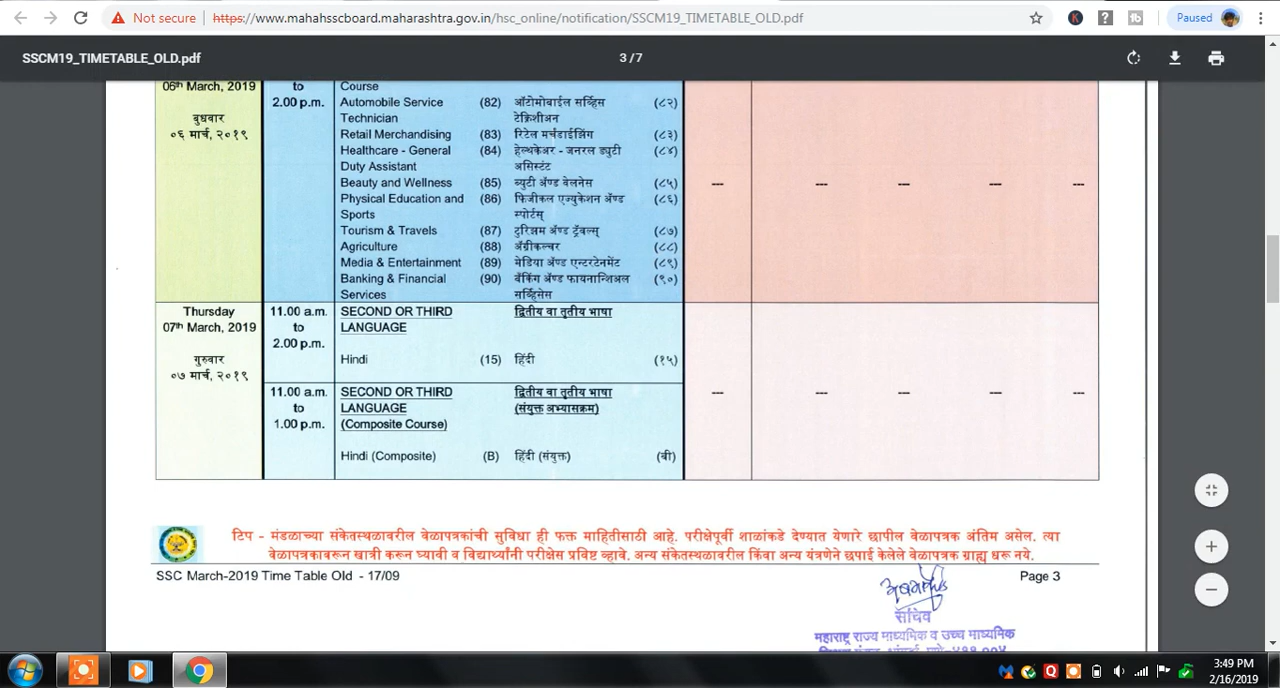 Not secure
https://www.mahahsscboard.maharashtra.gov.in/hsc_online/notification/SSCM19_TIMETABLE_OLD.pdf
Paused
SSCM19_TIMETABLE_OLD.pdf
3 / 7
06th March, 2019
बुधवार
०६ मार्च, २०१९
to
2.00 p.m.
Course
Automobile Service (82) ऑटोमोबाईल सर्व्हिस (८२)
Technician टेक्निशीअन
Retail Merchandising (83) रिटेल मर्चंडाईझिंग (८३)
Healthcare - General (84) हेल्थकेअर - जनरल ड्युटी (८४)
Duty Assistant असिस्टंट
Beauty and Wellness (85) ब्युटी अ‍ॅण्ड वेलनेस (८५)
Physical Education and (86) फिजीकल एज्युकेशन अ‍ॅण्ड (८६)
Sports स्पोर्टस्
Tourism & Travels (87) टुरिझम अ‍ॅण्ड ट्रॅव्हल्स् (८७)
Agriculture (88) अ‍ॅग्रीकल्चर (८८)
Media & Entertainment (89) मेडिया अ‍ॅण्ड एन्टरटेनमेंट (८९)
Banking & Financial (90) बँकिंग अ‍ॅण्ड फायनान्शिअल (९०)
Services सर्व्हिसेस
--- --- --- --- ---
Thursday
07th March, 2019
गुरुवार
०७ मार्च, २०१९
11.00 a.m.
to
2.00 p.m.
SECOND OR THIRD द्वितीय वा तृतीय भाषा
LANGUAGE
Hindi (15) हिंदी (१५)
11.00 a.m.
to
1.00 p.m.
SECOND OR THIRD द्वितीय वा तृतीय भाषा
LANGUAGE (संयुक्त अभ्यासक्रम)
(Composite Course)
Hindi (Composite) (B) हिंदी (संयुक्त) (बी)
--- --- --- --- ---
टिप - मंडळाच्या संकेतस्थळावरील वेळापत्रकांची सुविधा ही फक्त माहितीसाठी आहे. परीक्षेपूर्वी शाळांकडे देण्यात येणारे छापील वेळापत्रक अंतिम असेल. त्या
वेळापत्रकावरून खात्री करून घ्यावी व विद्यार्थ्यांनी परीक्षेस प्रविष्ट व्हावे. अन्य संकेतस्थळावरील किंवा अन्य यंत्रणेने छपाई केलेले वेळापत्रक ग्राह्य धरू नये.
SSC March-2019 Time Table Old - 17/09
Page 3
सचिव
महाराष्ट्र राज्य माध्यमिक व उच्च माध्यमिक
3:49 PM
2/16/2019